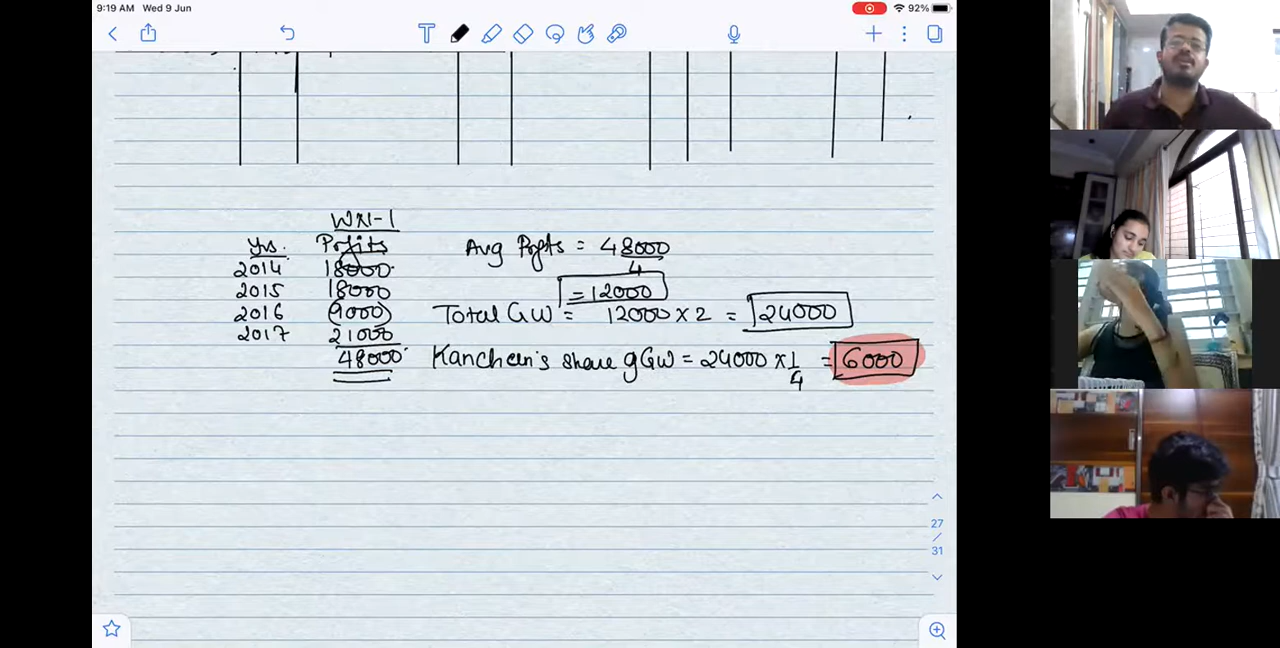 9:19 AM Wed 9 Jun
92%
WN-1
Yrs. Profits
2014 18000
2015 18000
2016 (9000)
2017 21000
48000
Avg Profits = 48000
4
= 12000
Total GW = 12000 × 2 = 24000
share of GW = 24000 × 1 = 6000
4
27
/
31